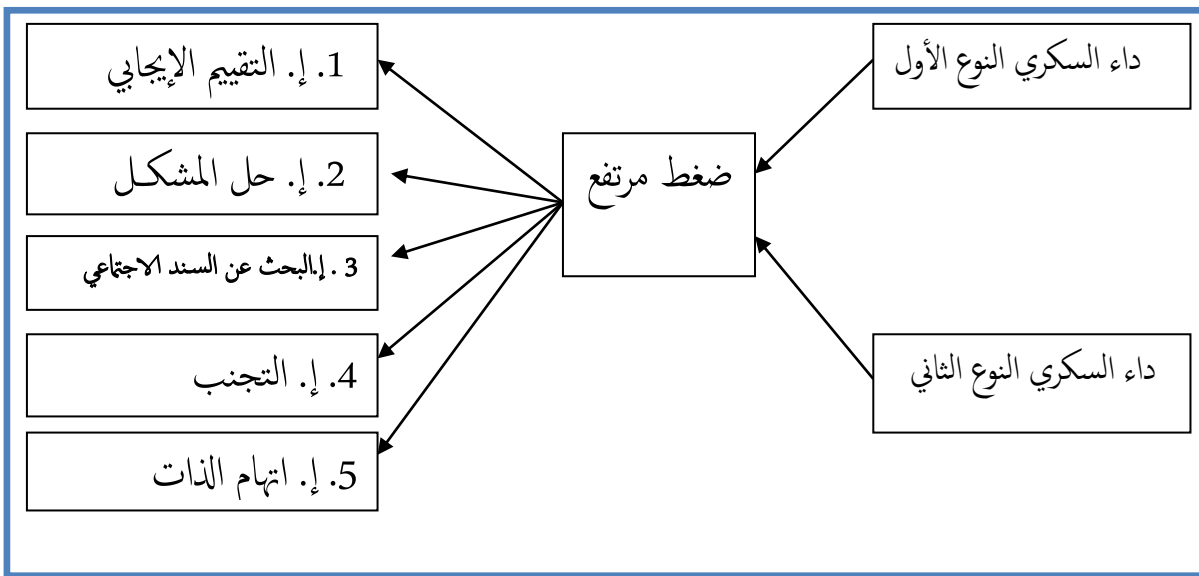 داء السكري النوع الأول
داء السكري النوع الثاني
ضغط مرتفع
1. إ. التقييم الإيجابي
2. إ. حل المشكـل
3 . إ.البحث عن السند الاجتماعي
4. إ. التجنب
5. إ. اتهام الذات